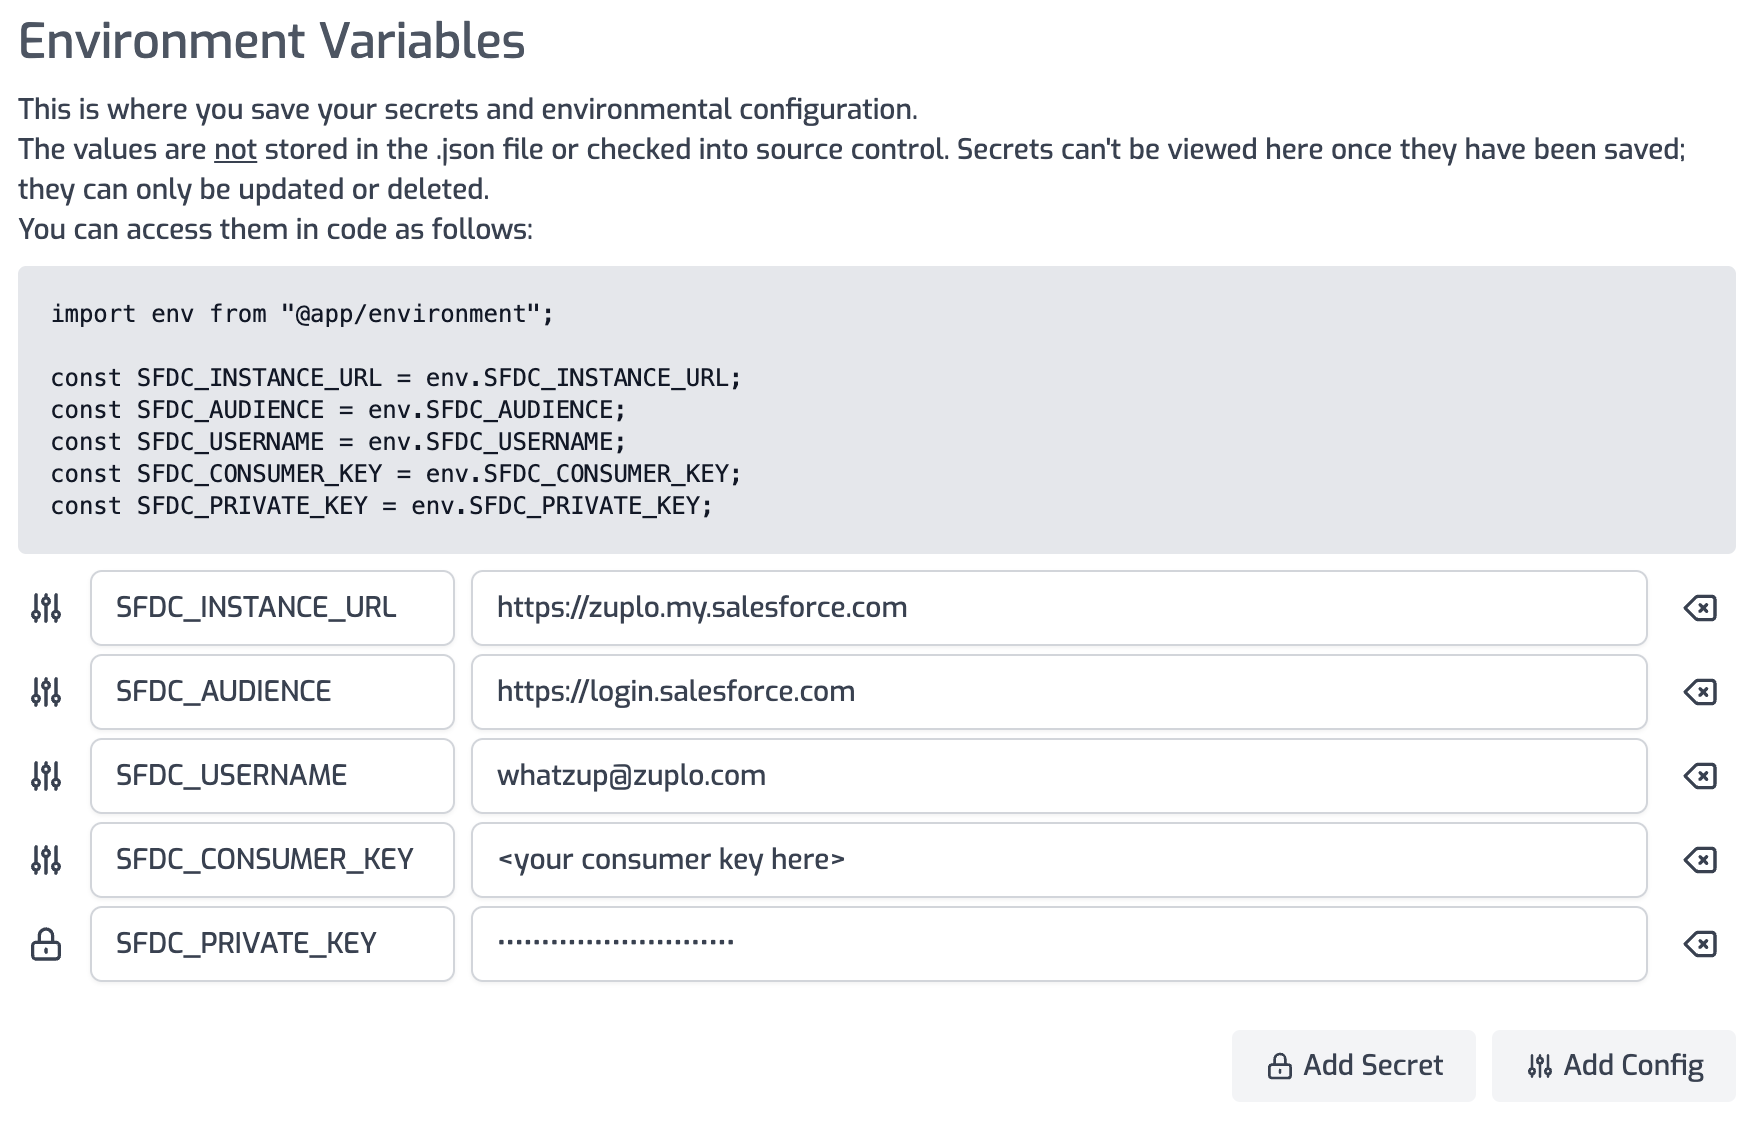 Environment Variables
This is where you save your secrets and environmental configuration.
The values are not stored in the .json file or checked into source control. Secrets can't be viewed here once they have been saved;
they can only be updated or deleted.
You can access them in code as follows:
import env from "@app/environment";
const SFDC_INSTANCE_URL = env.SFDC_INSTANCE_URL;
const SFDC_AUDIENCE = env.SFDC_AUDIENCE;
const SFDC_USERNAME = env.SFDC_USERNAME;
const SFDC_CONSUMER_KEY = env.SFDC_CONSUMER_KEY;
const SFDC_PRIVATE_KEY = env.SFDC_PRIVATE_KEY;
SFDC_INSTANCE_URL https://zuplo.my.salesforce.com
SFDC_AUDIENCE https://login.salesforce.com
SFDC_USERNAME whatzup@zuplo.com
SFDC_CONSUMER_KEY <your consumer key here>
SFDC_PRIVATE_KEY ···························
Add Secret Add Config